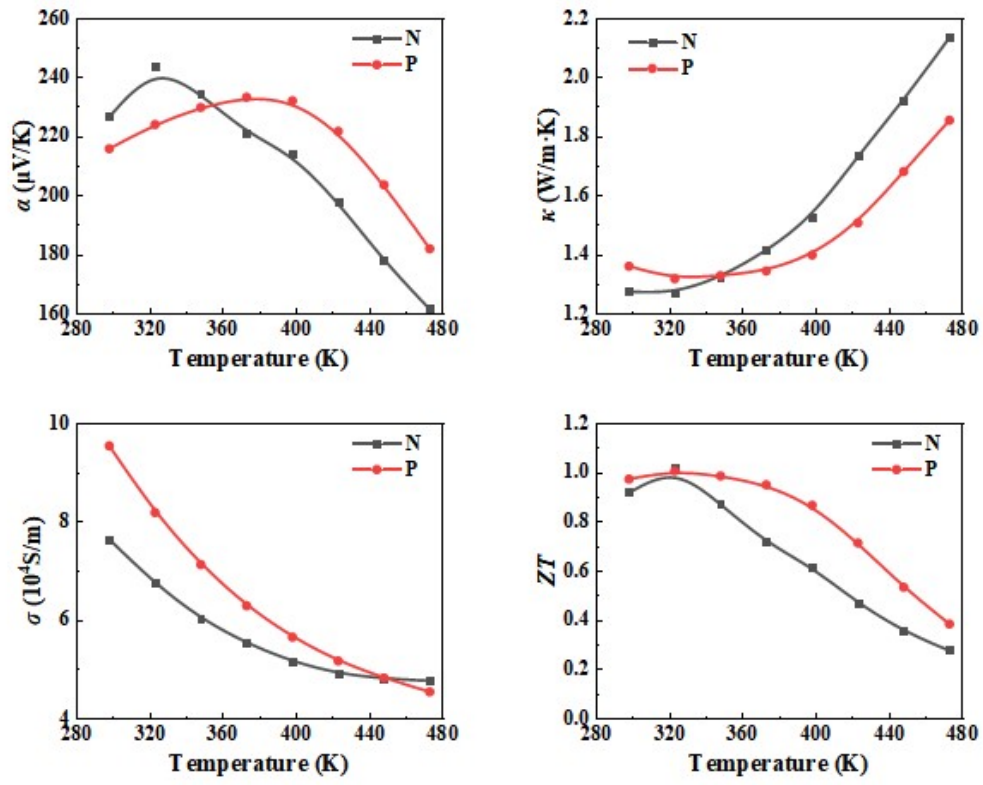 260
240
220
200
180
160
α (μV/K)
N
P
280 320 360 400 440 480
Temperature (K)
2.2
2.0
1.8
1.6
1.4
1.2
κ (W/m·K)
N
P
280 320 360 400 440 480
Temperature (K)
10
8
6
4
σ (10⁴S/m)
N
P
280 320 360 400 440 480
Temperature (K)
1.2
1.0
0.8
0.6
0.4
0.2
0.0
ZT
N
P
280 320 360 400 440 480
Temperature (K)